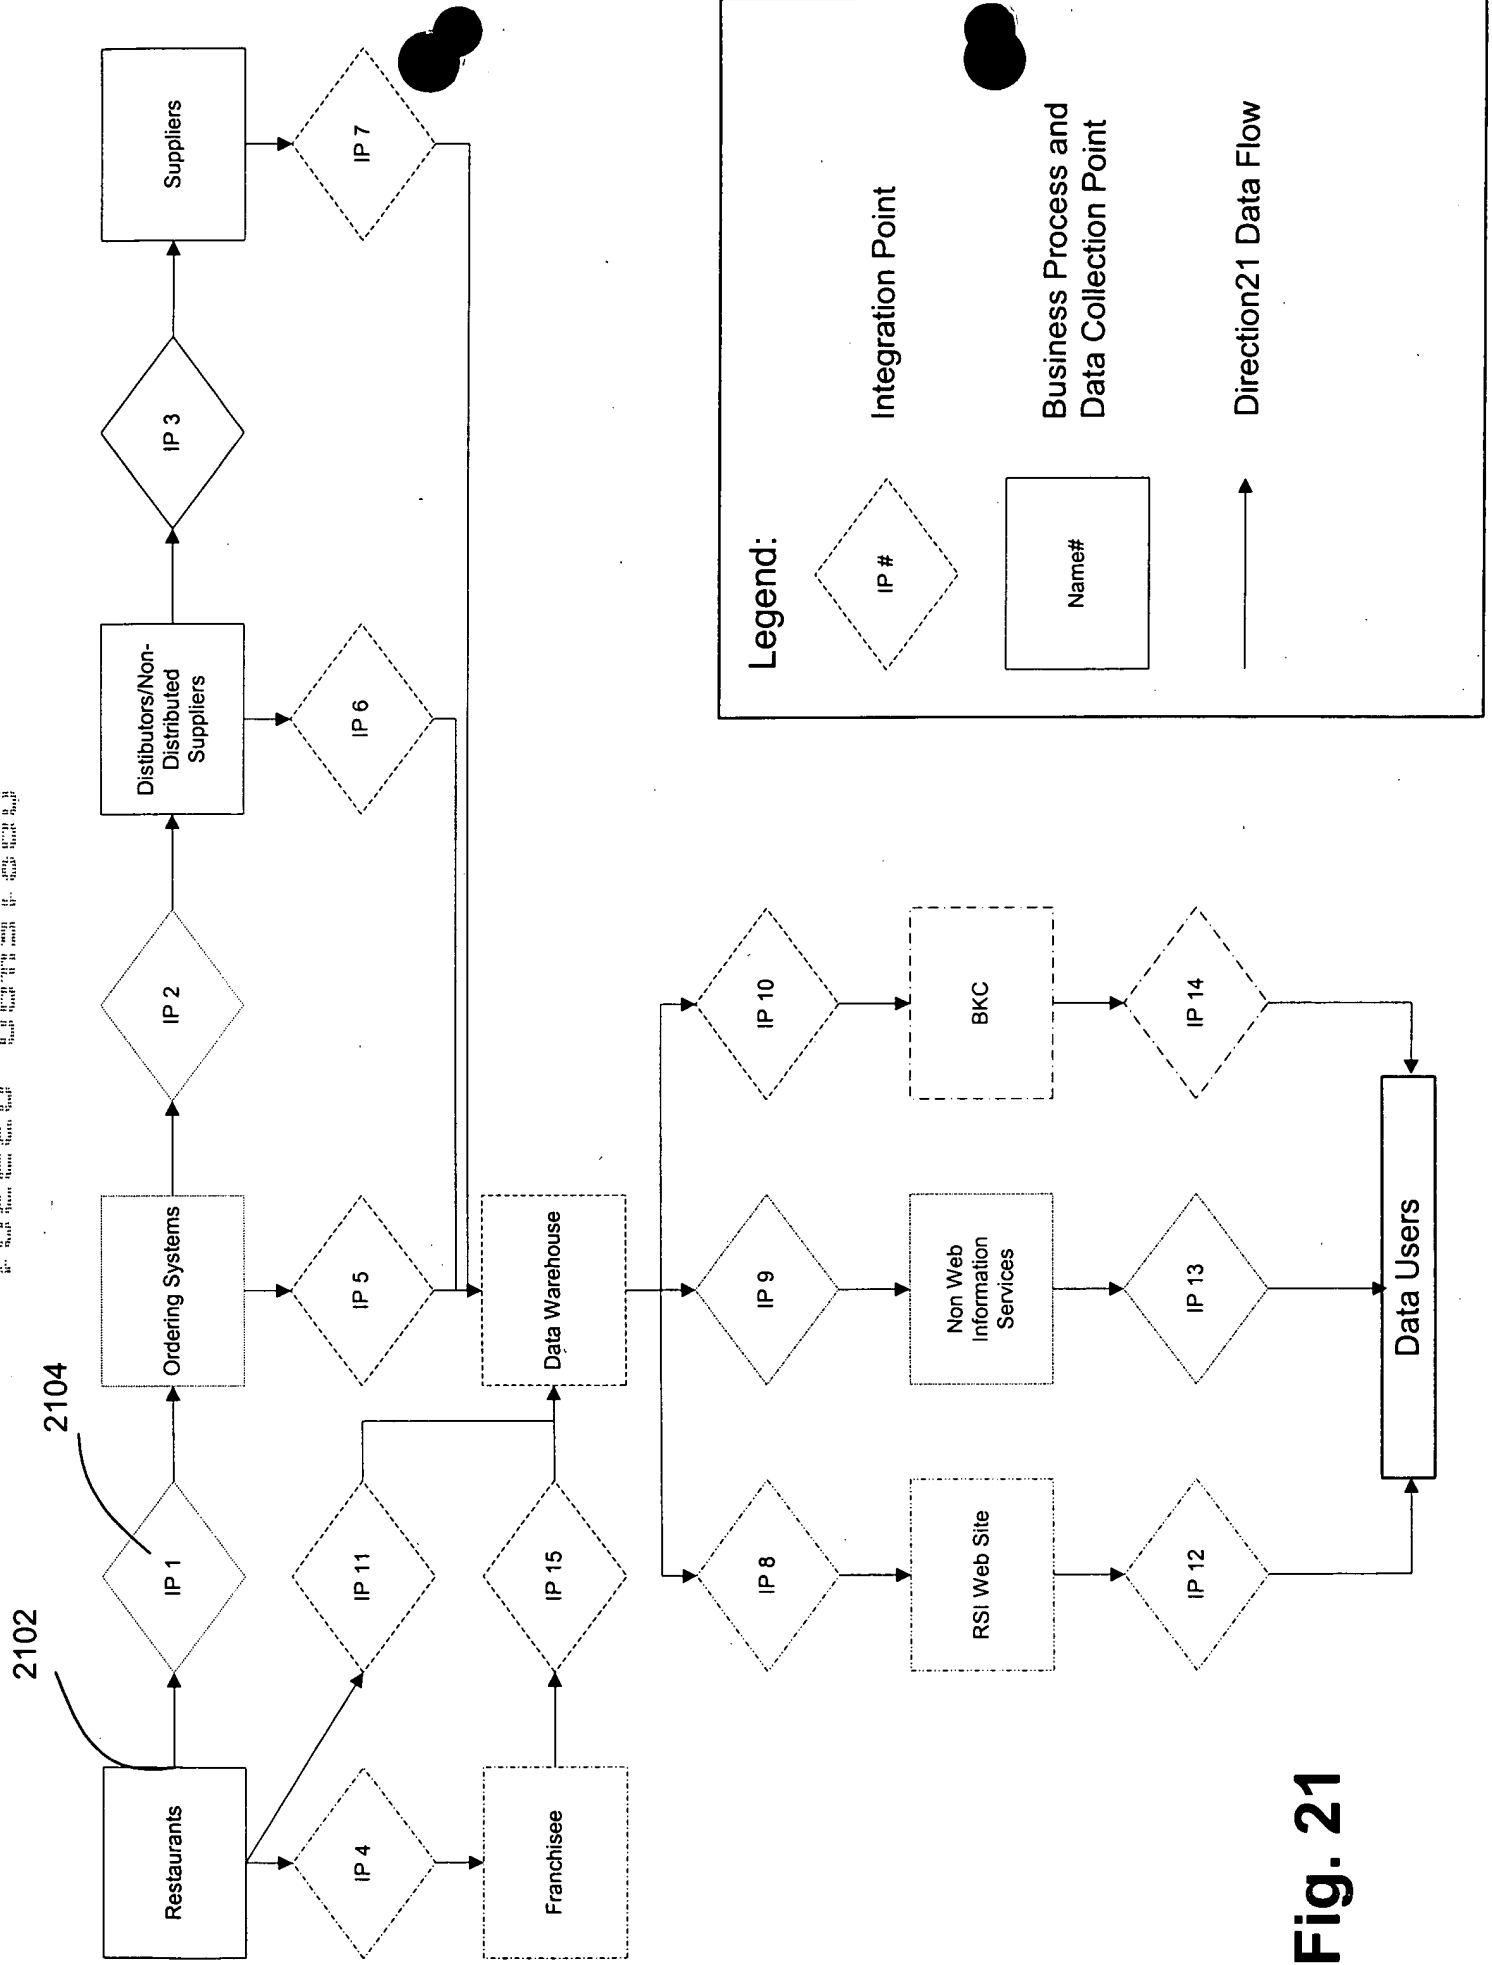 2102
2104
Restaurants
IP 1
Ordering Systems
IP 2
Distibutors/Non-
Distributed
Suppliers
IP 3
Suppliers
IP 4
IP 11
IP 5
IP 6
IP 7
Franchisee
IP 15
Data Warehouse
IP 8
IP 9
IP 10
RSI Web Site
Non Web
Information
Services
BKC
IP 12
IP 13
IP 14
Data Users
Legend:
IP #
Integration Point
Name#
Business Process and
Data Collection Point
Direction21 Data Flow
Fig. 21